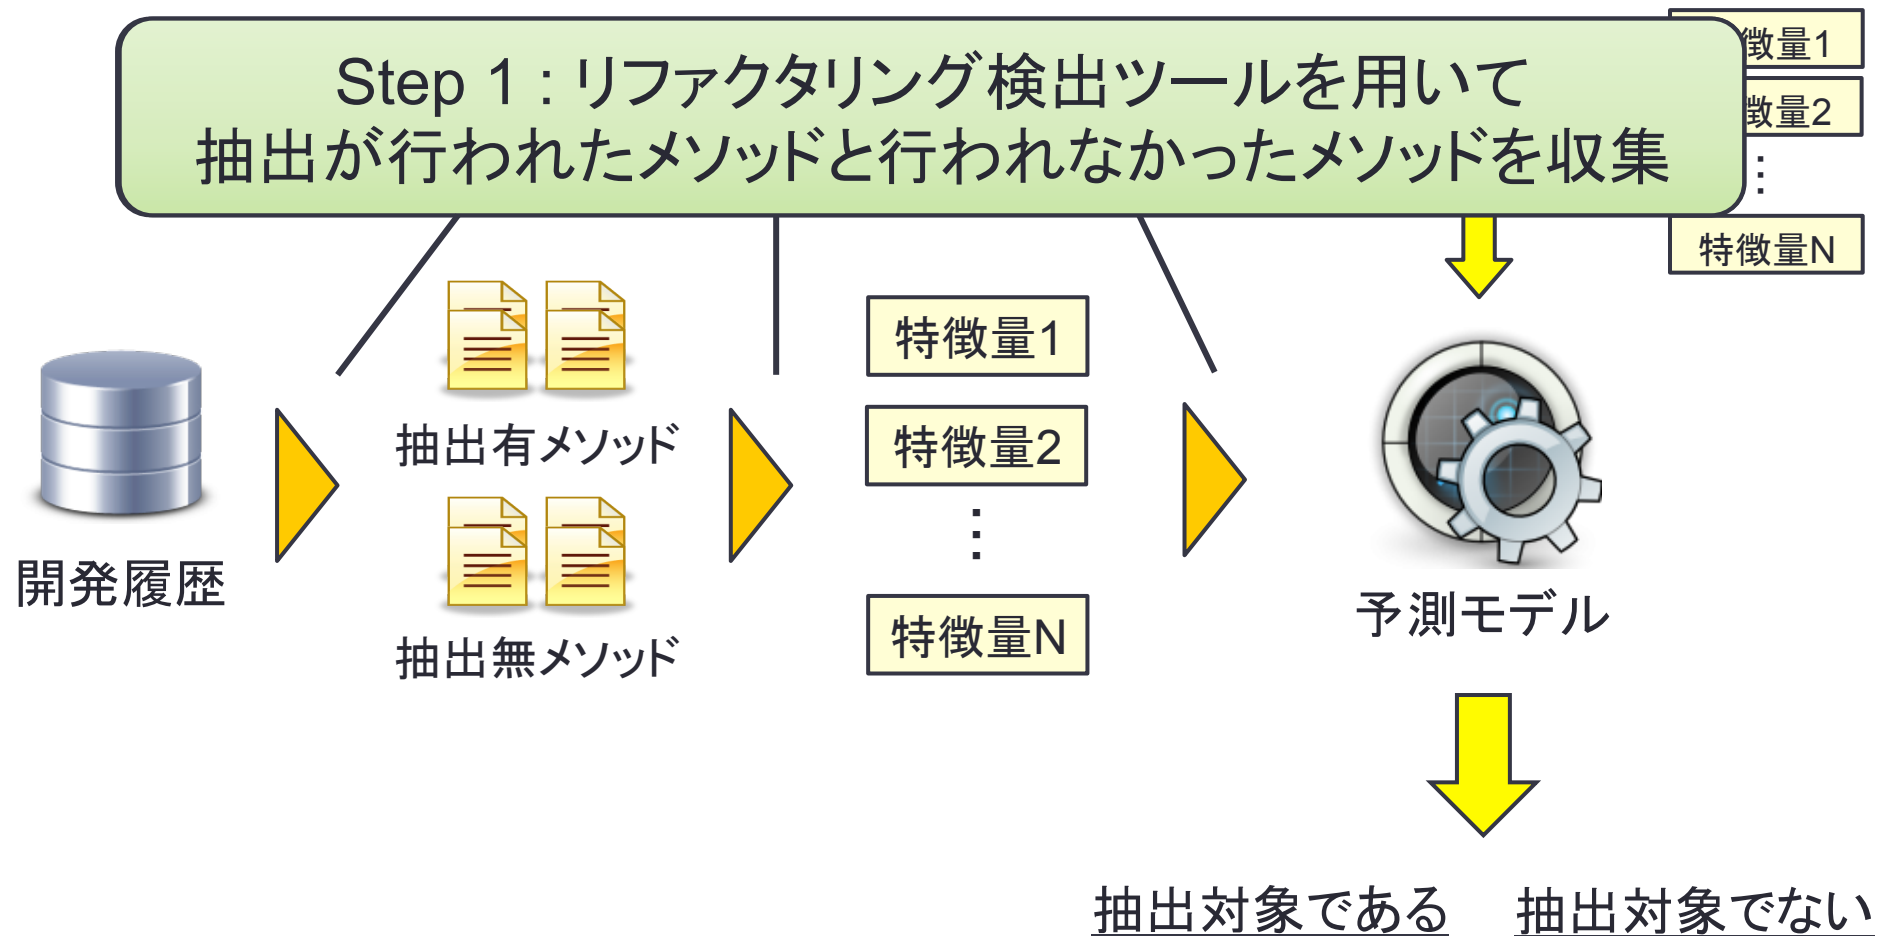 Step 1 : リファクタリング検出ツールを用いて
抽出が行われたメソッドと行われなかったメソッドを収集
徴量1
徴量2
⋮
特徴量N
特徴量1
特徴量2
⋮
特徴量N
抽出有メソッド
抽出無メソッド
開発履歴
予測モデル
抽出対象である
抽出対象でない